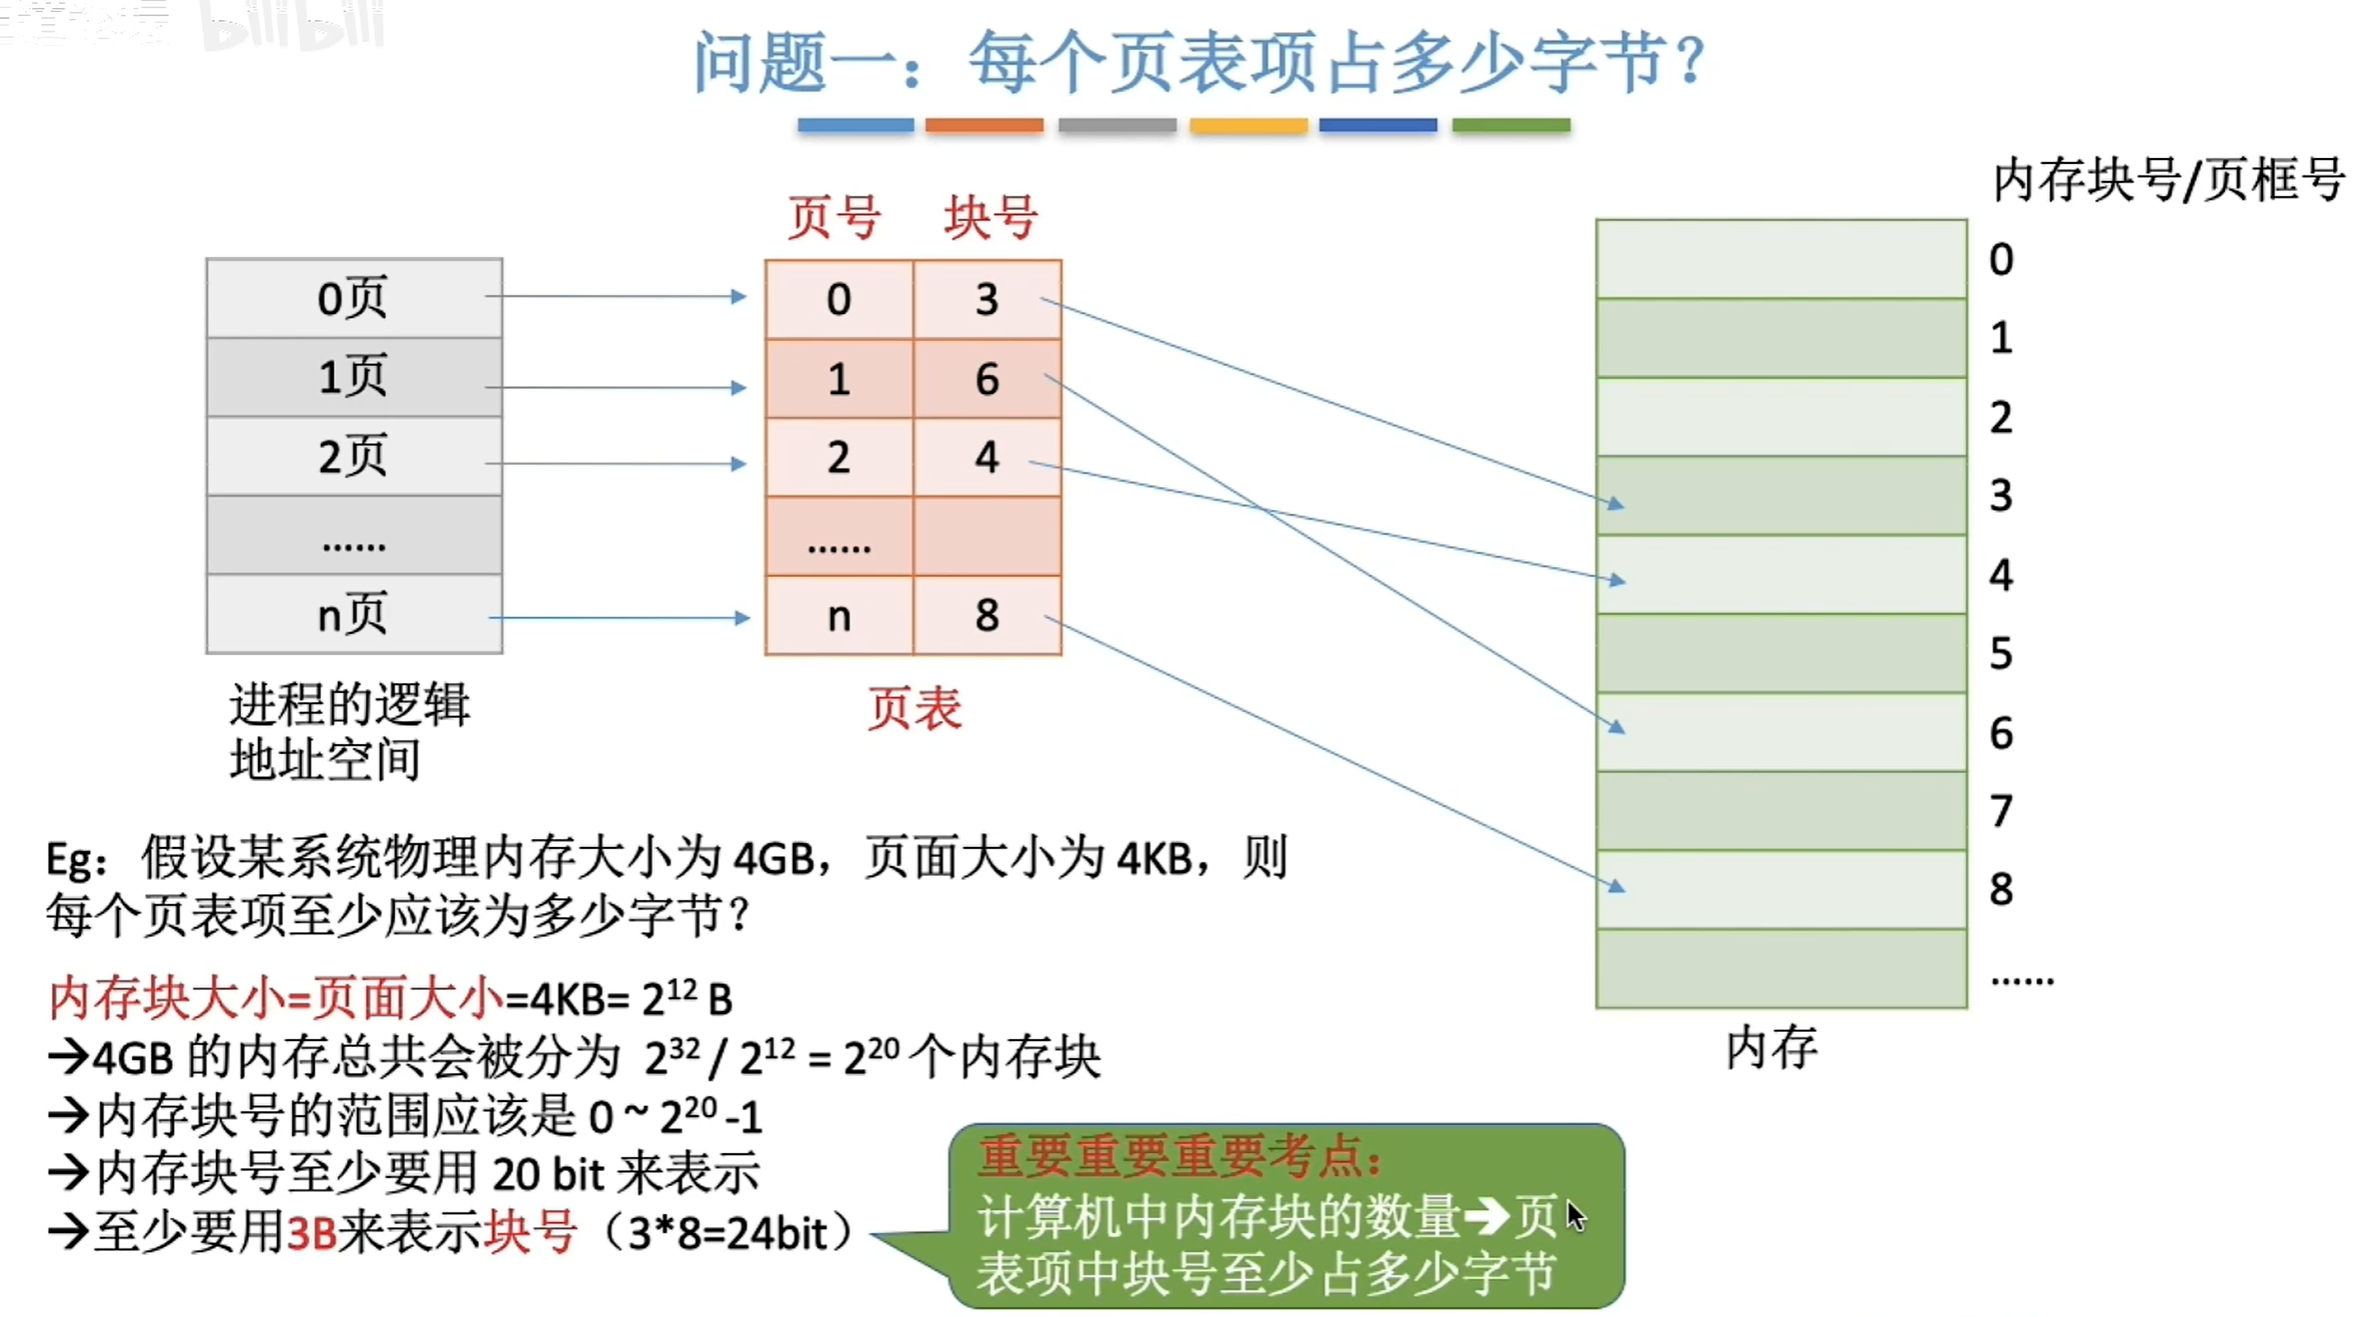 bilibili
问题一：每个页表项占多少字节？
内存块号/页框号
页号 块号
0页
1页
2页
......
n页
进程的逻辑
地址空间
0 3
1 6
2 4
......
n 8
页表
0
1
2
3
4
5
6
7
8
......
内存
Eg：假设某系统物理内存大小为 4GB，页面大小为 4KB，则
每个页表项至少应该为多少字节？
内存块大小=页面大小=4KB= 2¹² B
→4GB 的内存总共会被分为 2³² / 2¹² = 2²⁰ 个内存块
→内存块号的范围应该是 0 ~ 2²⁰ -1
→内存块号至少要用 20 bit 来表示
→至少要用3B来表示块号（3*8=24bit）
重要重要重要考点：
计算机中内存块的数量→页
表项中块号至少占多少字节